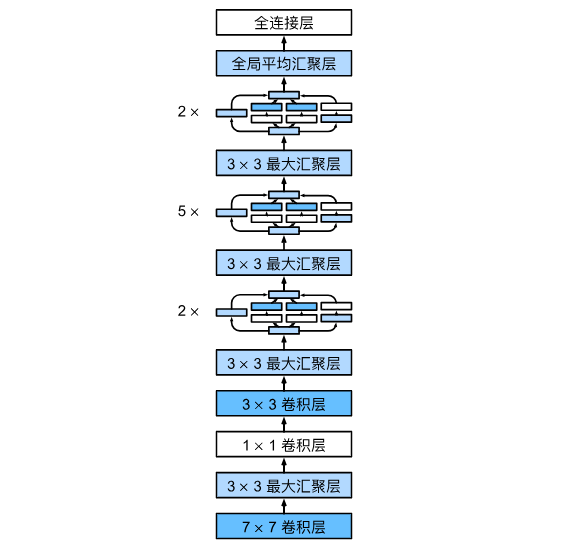 全连接层
全局平均汇聚层
2 ×
3 × 3 最大汇聚层
5 ×
3 × 3 最大汇聚层
2 ×
3 × 3 最大汇聚层
3 × 3 卷积层
1 × 1 卷积层
3 × 3 最大汇聚层
7 × 7 卷积层